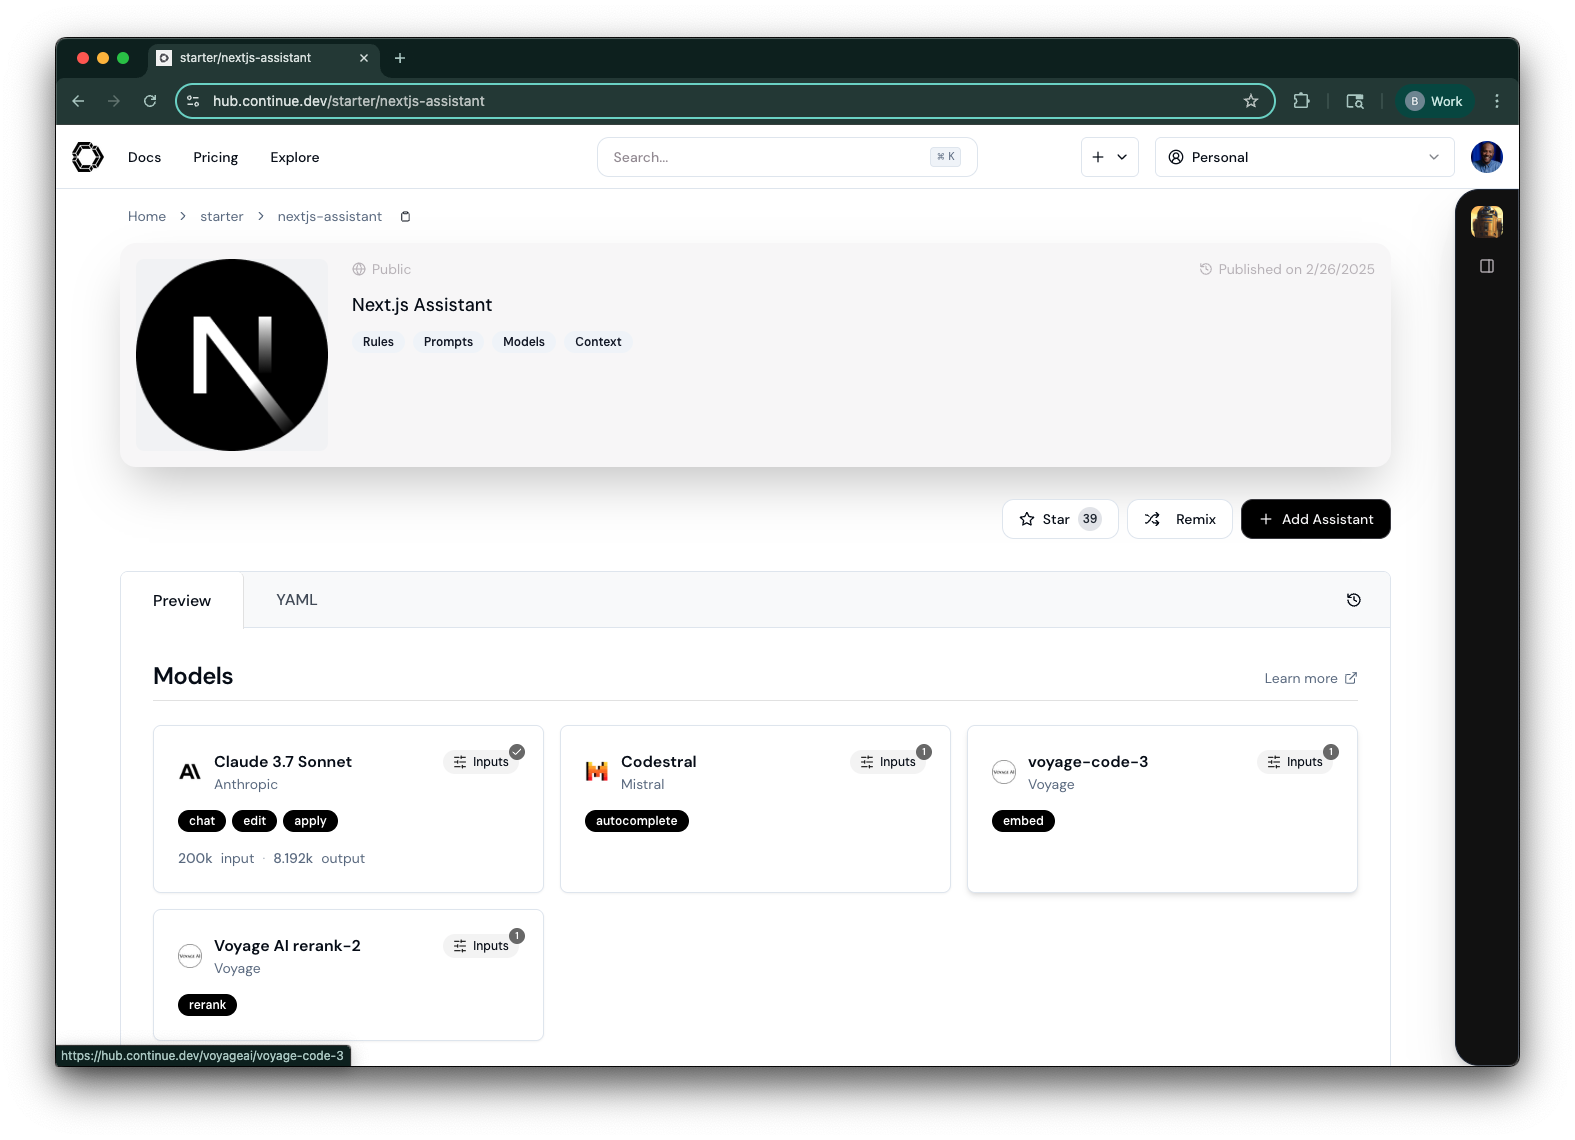 starter/nextjs-assistant
hub.continue.dev/starter/nextjs-assistant
B Work
Docs Pricing Explore
Search... ⌘ K
Personal
Home > starter > nextjs-assistant
Public
Published on 2/26/2025
Next.js Assistant
Rules Prompts Models Context
Star 39
Remix
+ Add Assistant
Preview YAML
Models
Learn more
Claude 3.7 Sonnet
Inputs
Anthropic
chat edit apply
200k input · 8.192k output
Codestral
Inputs 1
Mistral
autocomplete
voyage-code-3
Inputs 1
VOYAGE AI
Voyage
embed
Voyage AI rerank-2
Inputs 1
VOYAGE AI
Voyage
rerank
https://hub.continue.dev/voyageai/voyage-code-3